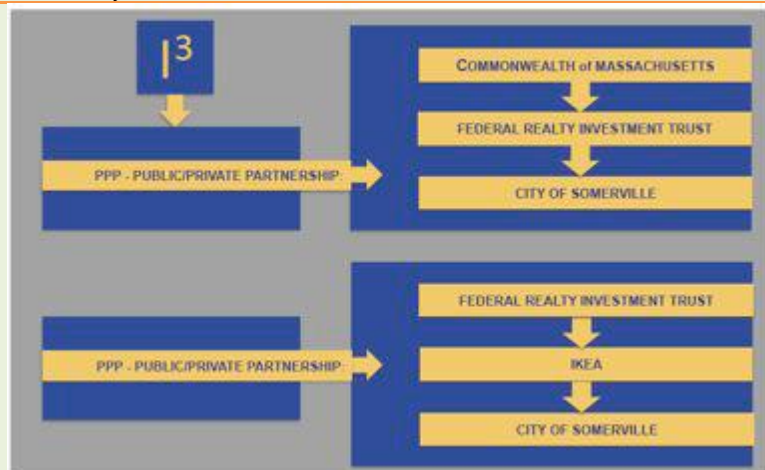 I³
COMMONWEALTH of MASSACHUSETTS
FEDERAL REALTY INVESTMENT TRUST
PPP - PUBLIC/PRIVATE PARTNERSHIP:
CITY OF SOMERVILLE
FEDERAL REALTY INVESTMENT TRUST
PPP - PUBLIC/PRIVATE PARTNERSHIP:
IKEA
CITY OF SOMERVILLE